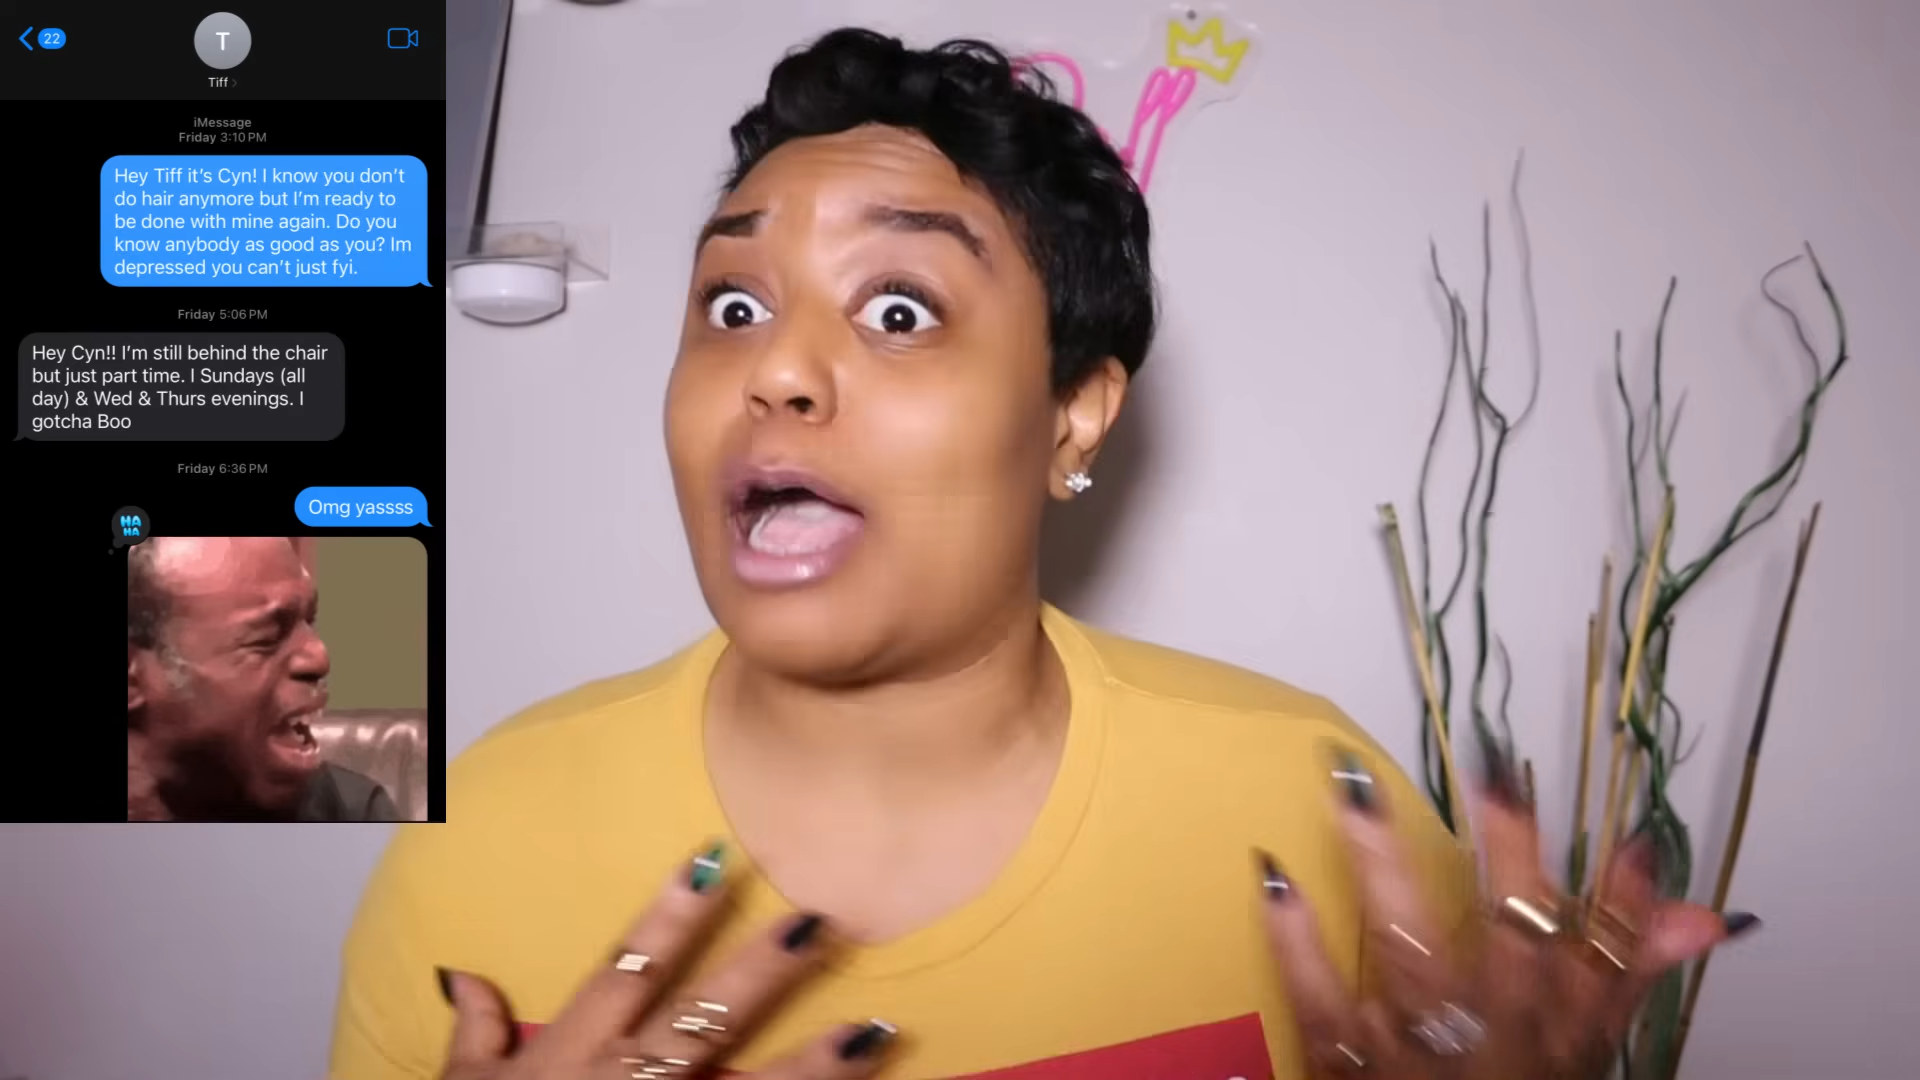 22
T
Tiff
iMessage
Friday 3:10 PM
Hey Tiff it's Cyn! I know you don't
do hair anymore but I'm ready to
be done with mine again. Do you
know anybody as good as you? Im
depressed you can't just fyi.
Friday 5:06 PM
Hey Cyn!! I'm still behind the chair
but just part time. I Sundays (all
day) & Wed & Thurs evenings. I
gotcha Boo
Friday 6:36 PM
Omg yassss
HA
HA